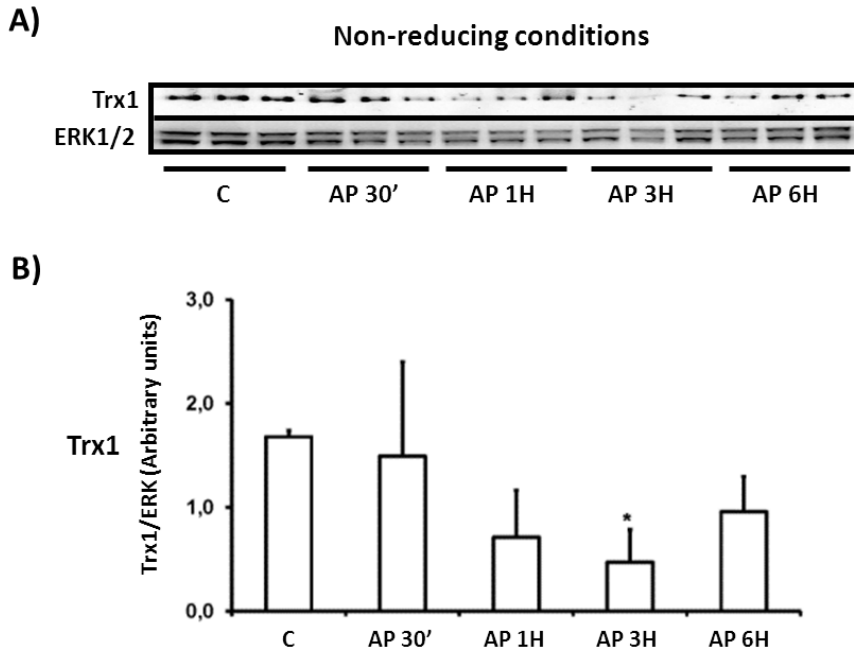 A)
Non-reducing conditions
Trx1
ERK1/2
C AP 30’ AP 1H AP 3H AP 6H
B)
Trx1
Trx1/ERK (Arbitrary units)
3,0
2,0
1,0
0,0
*
C AP 30’ AP 1H AP 3H AP 6H